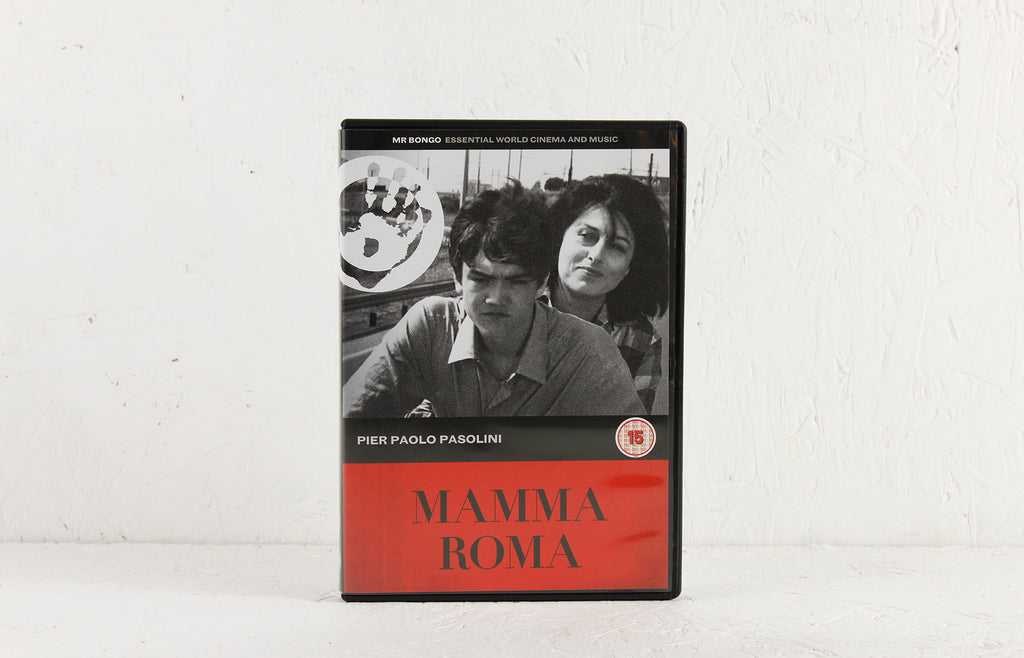 MR BONGO ESSENTIAL WORLD CINEMA AND MUSIC
PIER PAOLO PASOLINI
15
MAMMA
ROMA